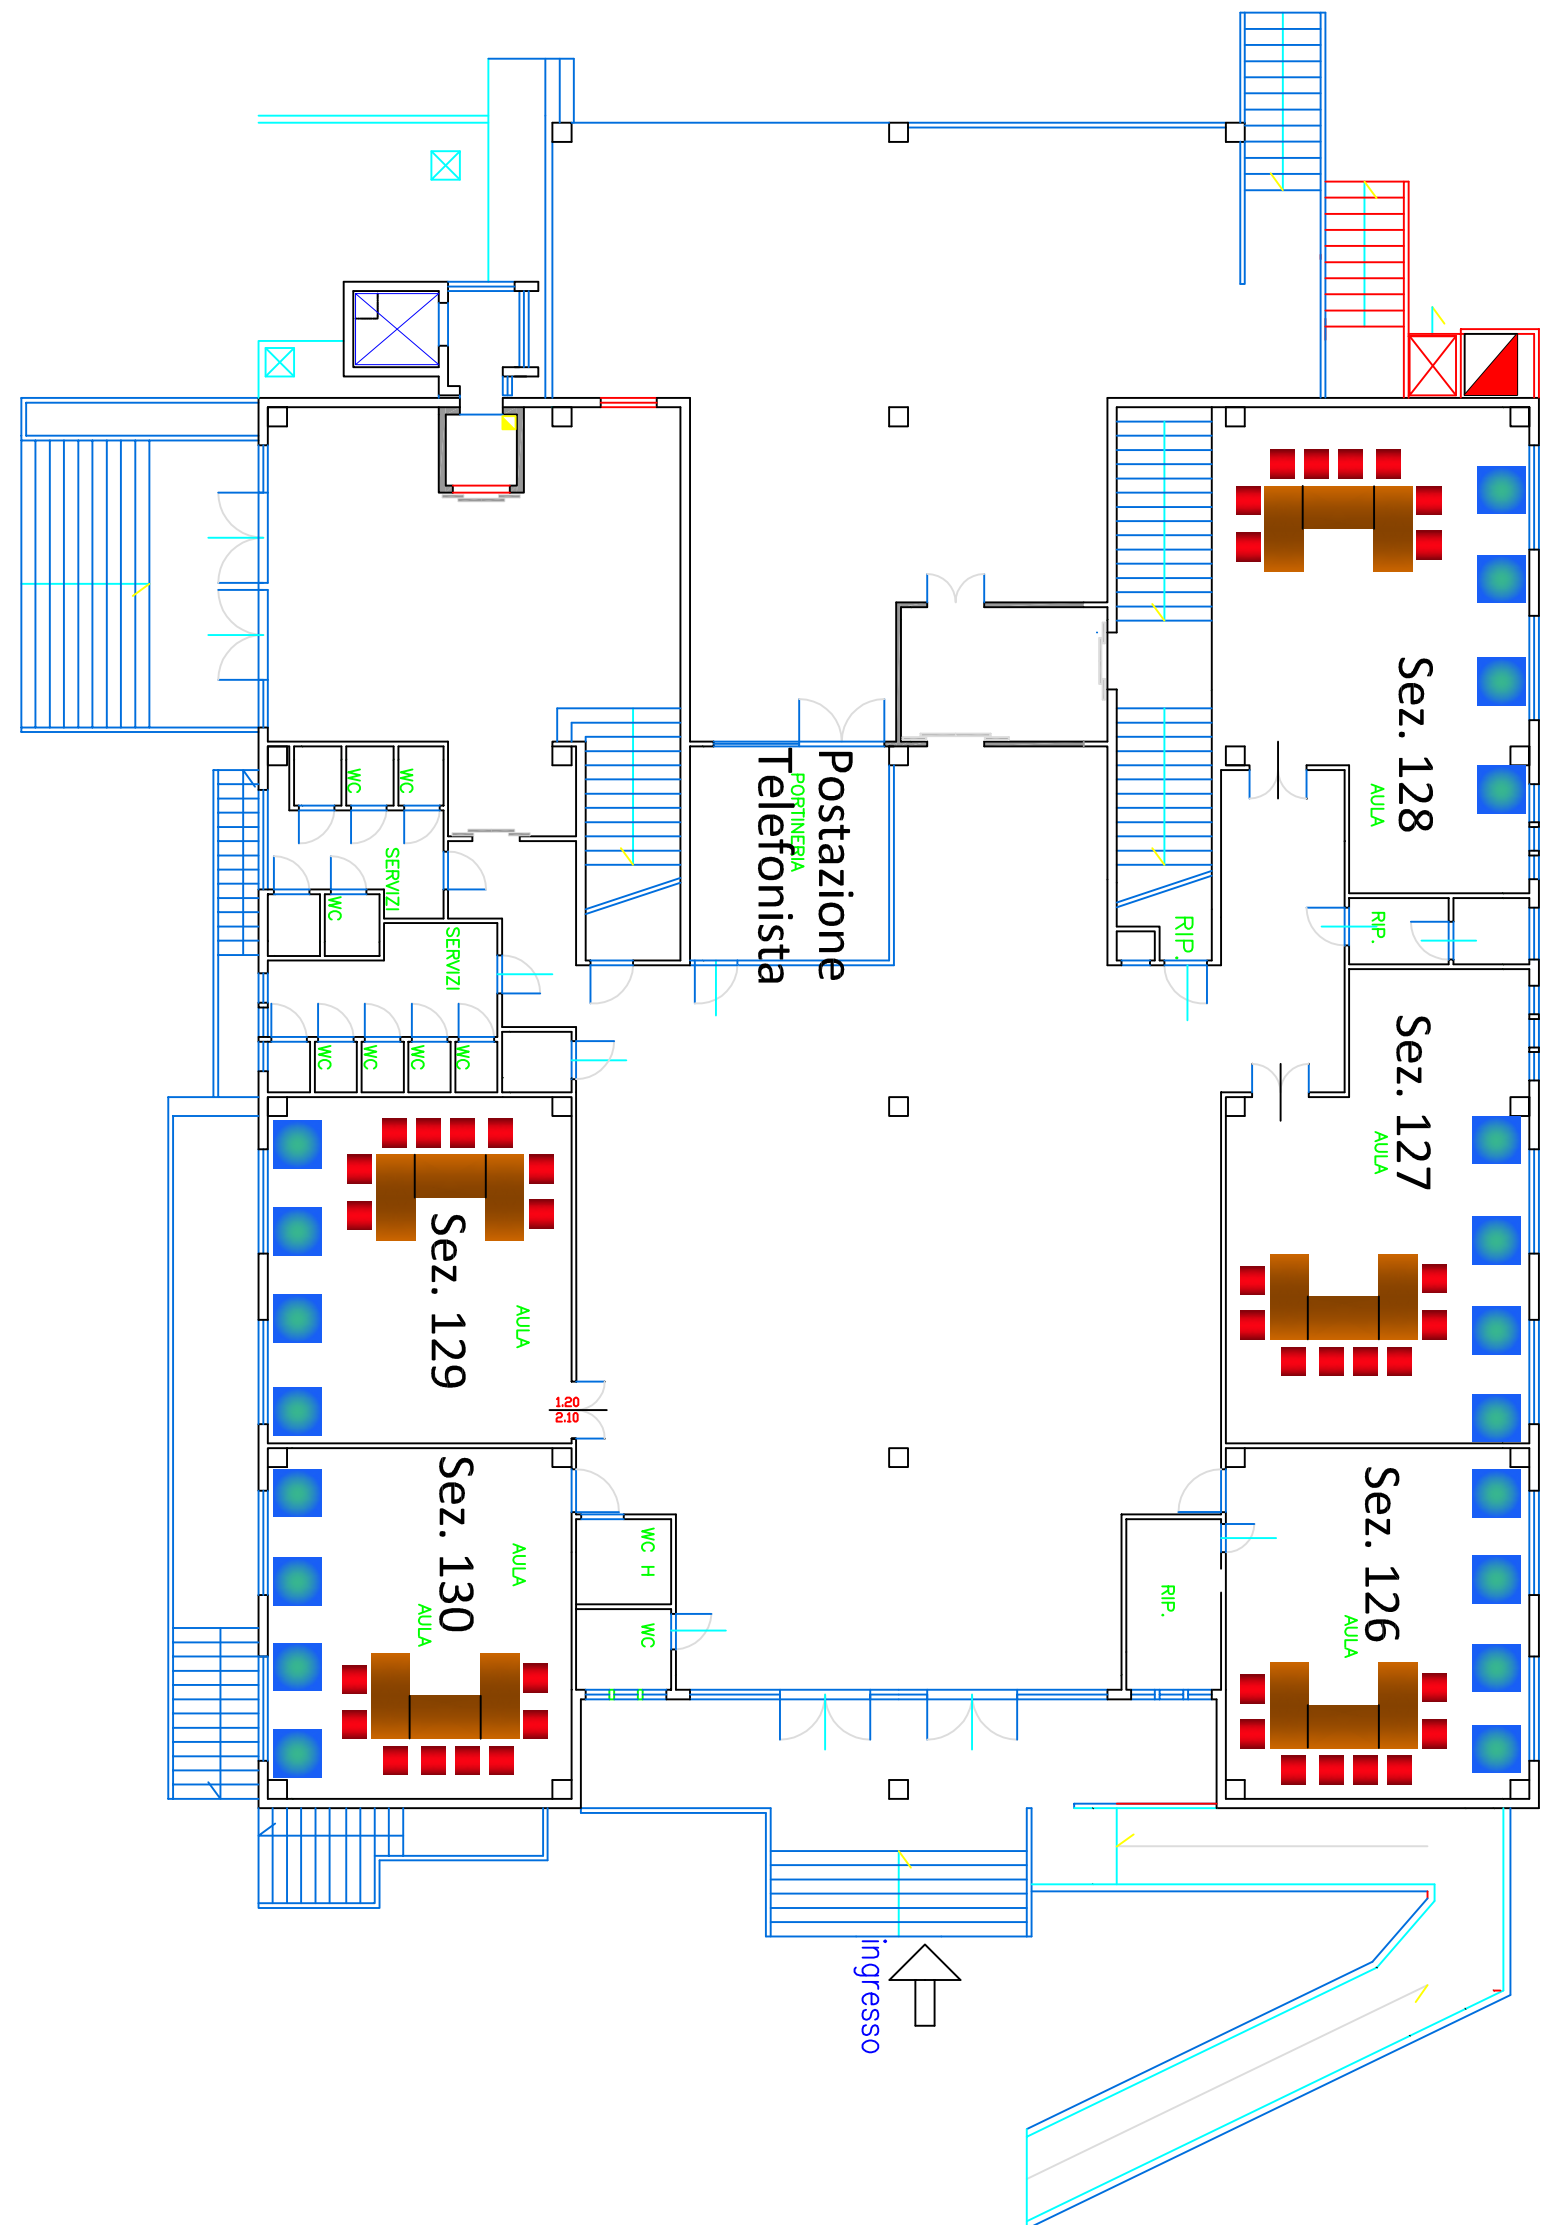 Sez. 128
AULA
Postazione
Telefonista
PORTINERIA
WC
WC
SERVIZI
WC
SERVIZI
RIP.
RIP.
WC
WC
WC
WC
Sez. 127
AULA
Sez. 129
AULA
1.20
2.10
Sez. 130
AULA
AULA
WC H
WC
RIP.
Sez. 126
AULA
ingresso